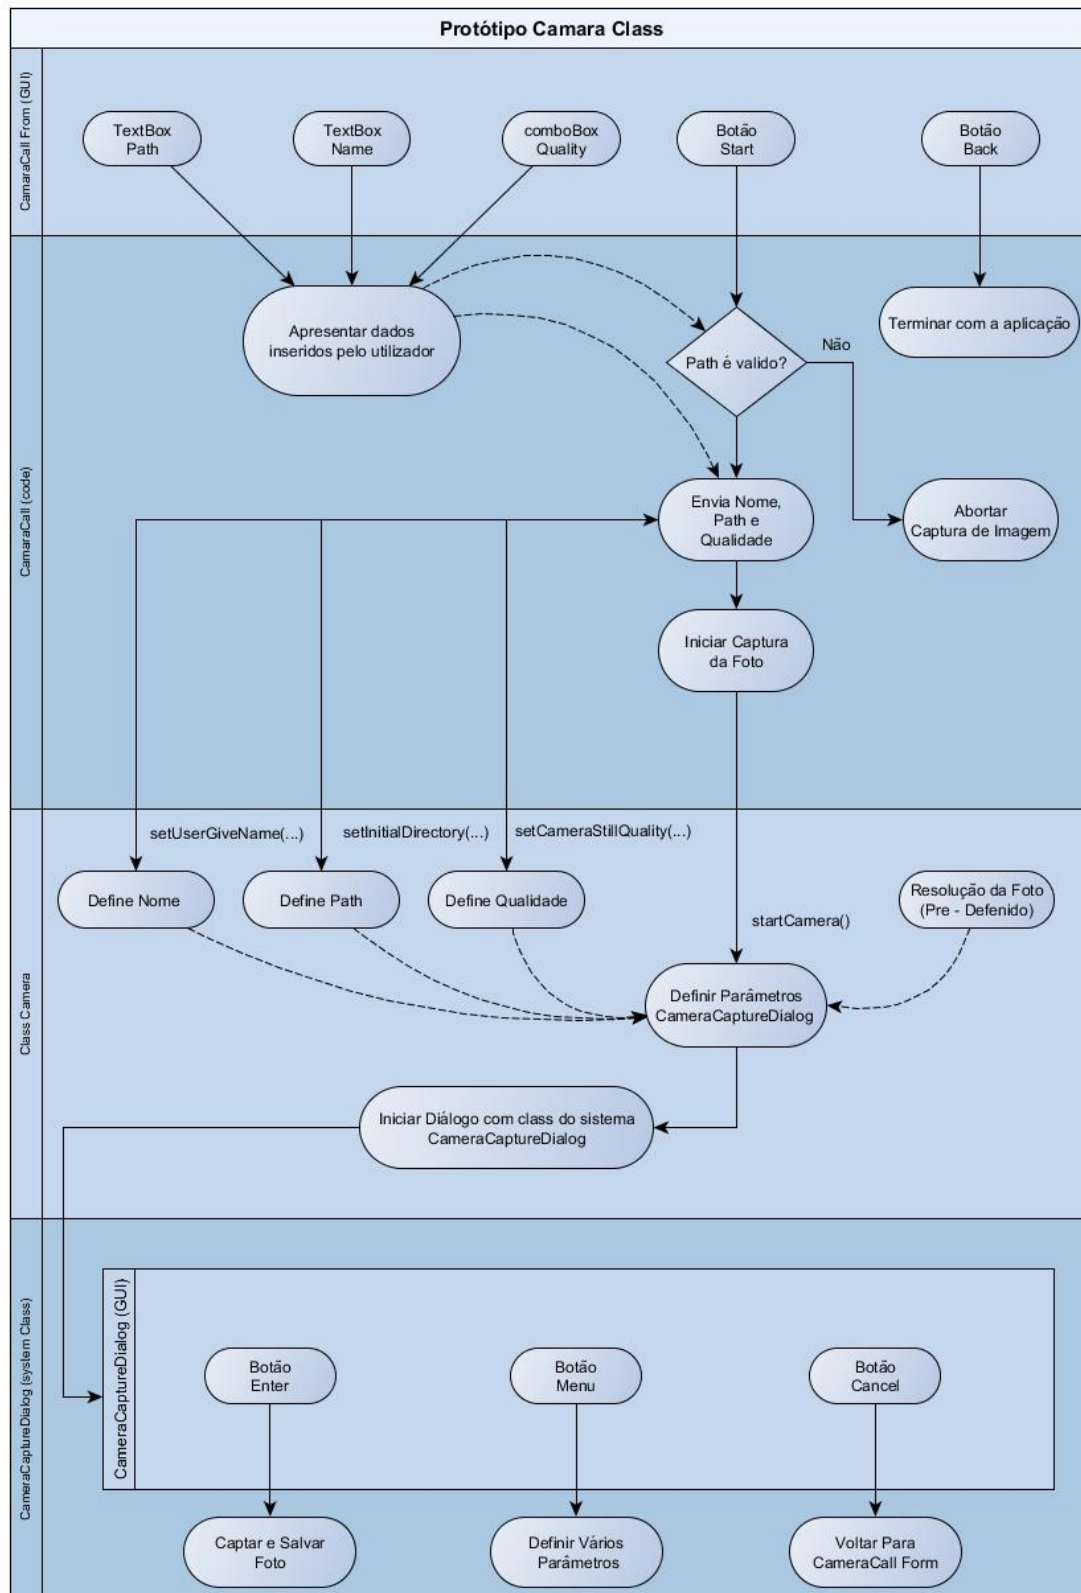 Protótipo Camara Class
CamaraCall From (GUI)
TextBox
Path
TextBox
Name
comboBox
Quality
Botão
Start
Botão
Back
CamaraCall (code)
Apresentar dados
inseridos pelo utilizador
Path é valido?
Não
Terminar com a aplicação
Envia Nome,
Path e
Qualidade
Abortar
Captura de Imagem
Iniciar Captura
da Foto
Class Camera
setUserGiveName(...)
setInitialDirectory(...)
setCameraStillQuality(...)
Define Nome
Define Path
Define Qualidade
startCamera()
Resolução da Foto
(Pre - Defenido)
Definir Parâmetros
CameraCaptureDialog
Iniciar Diálogo com class do sistema
CameraCaptureDialog
CameraCaptureDialog (system Class)
CameraCaptureDialog (GUI)
Botão
Enter
Botão
Menu
Botão
Cancel
Captar e Salvar
Foto
Definir Vários
Parâmetros
Voltar Para
CameraCall Form